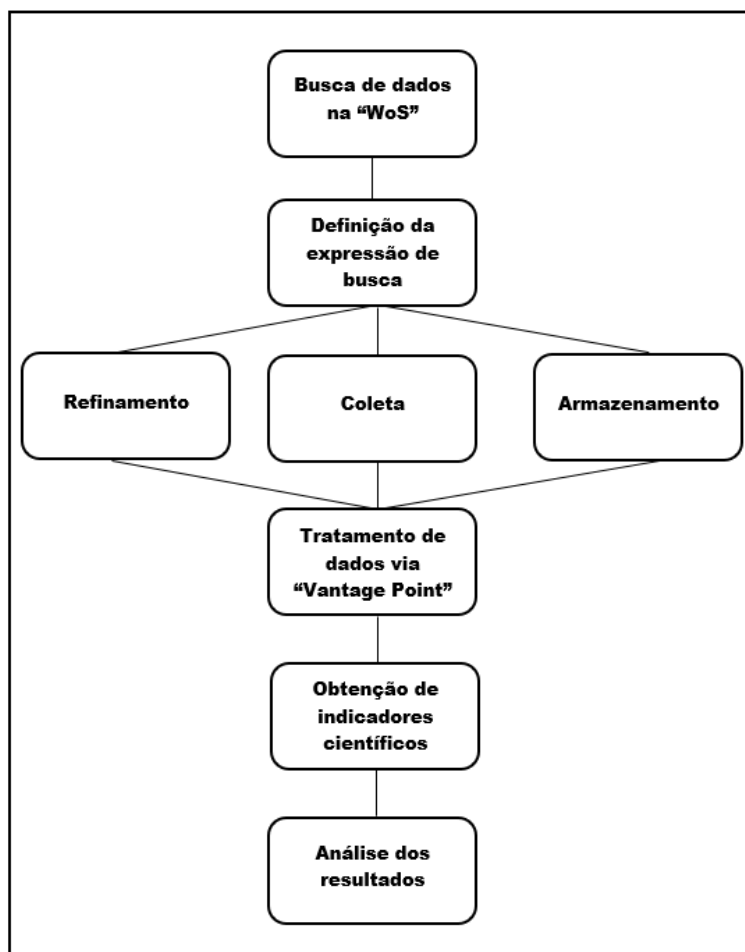 Busca de dados
na “WoS”
Definição da
expressão de
busca
Refinamento
Coleta
Armazenamento
Tratamento de
dados via
“Vantage Point”
Obtenção de
indicadores
científicos
Análise dos
resultados